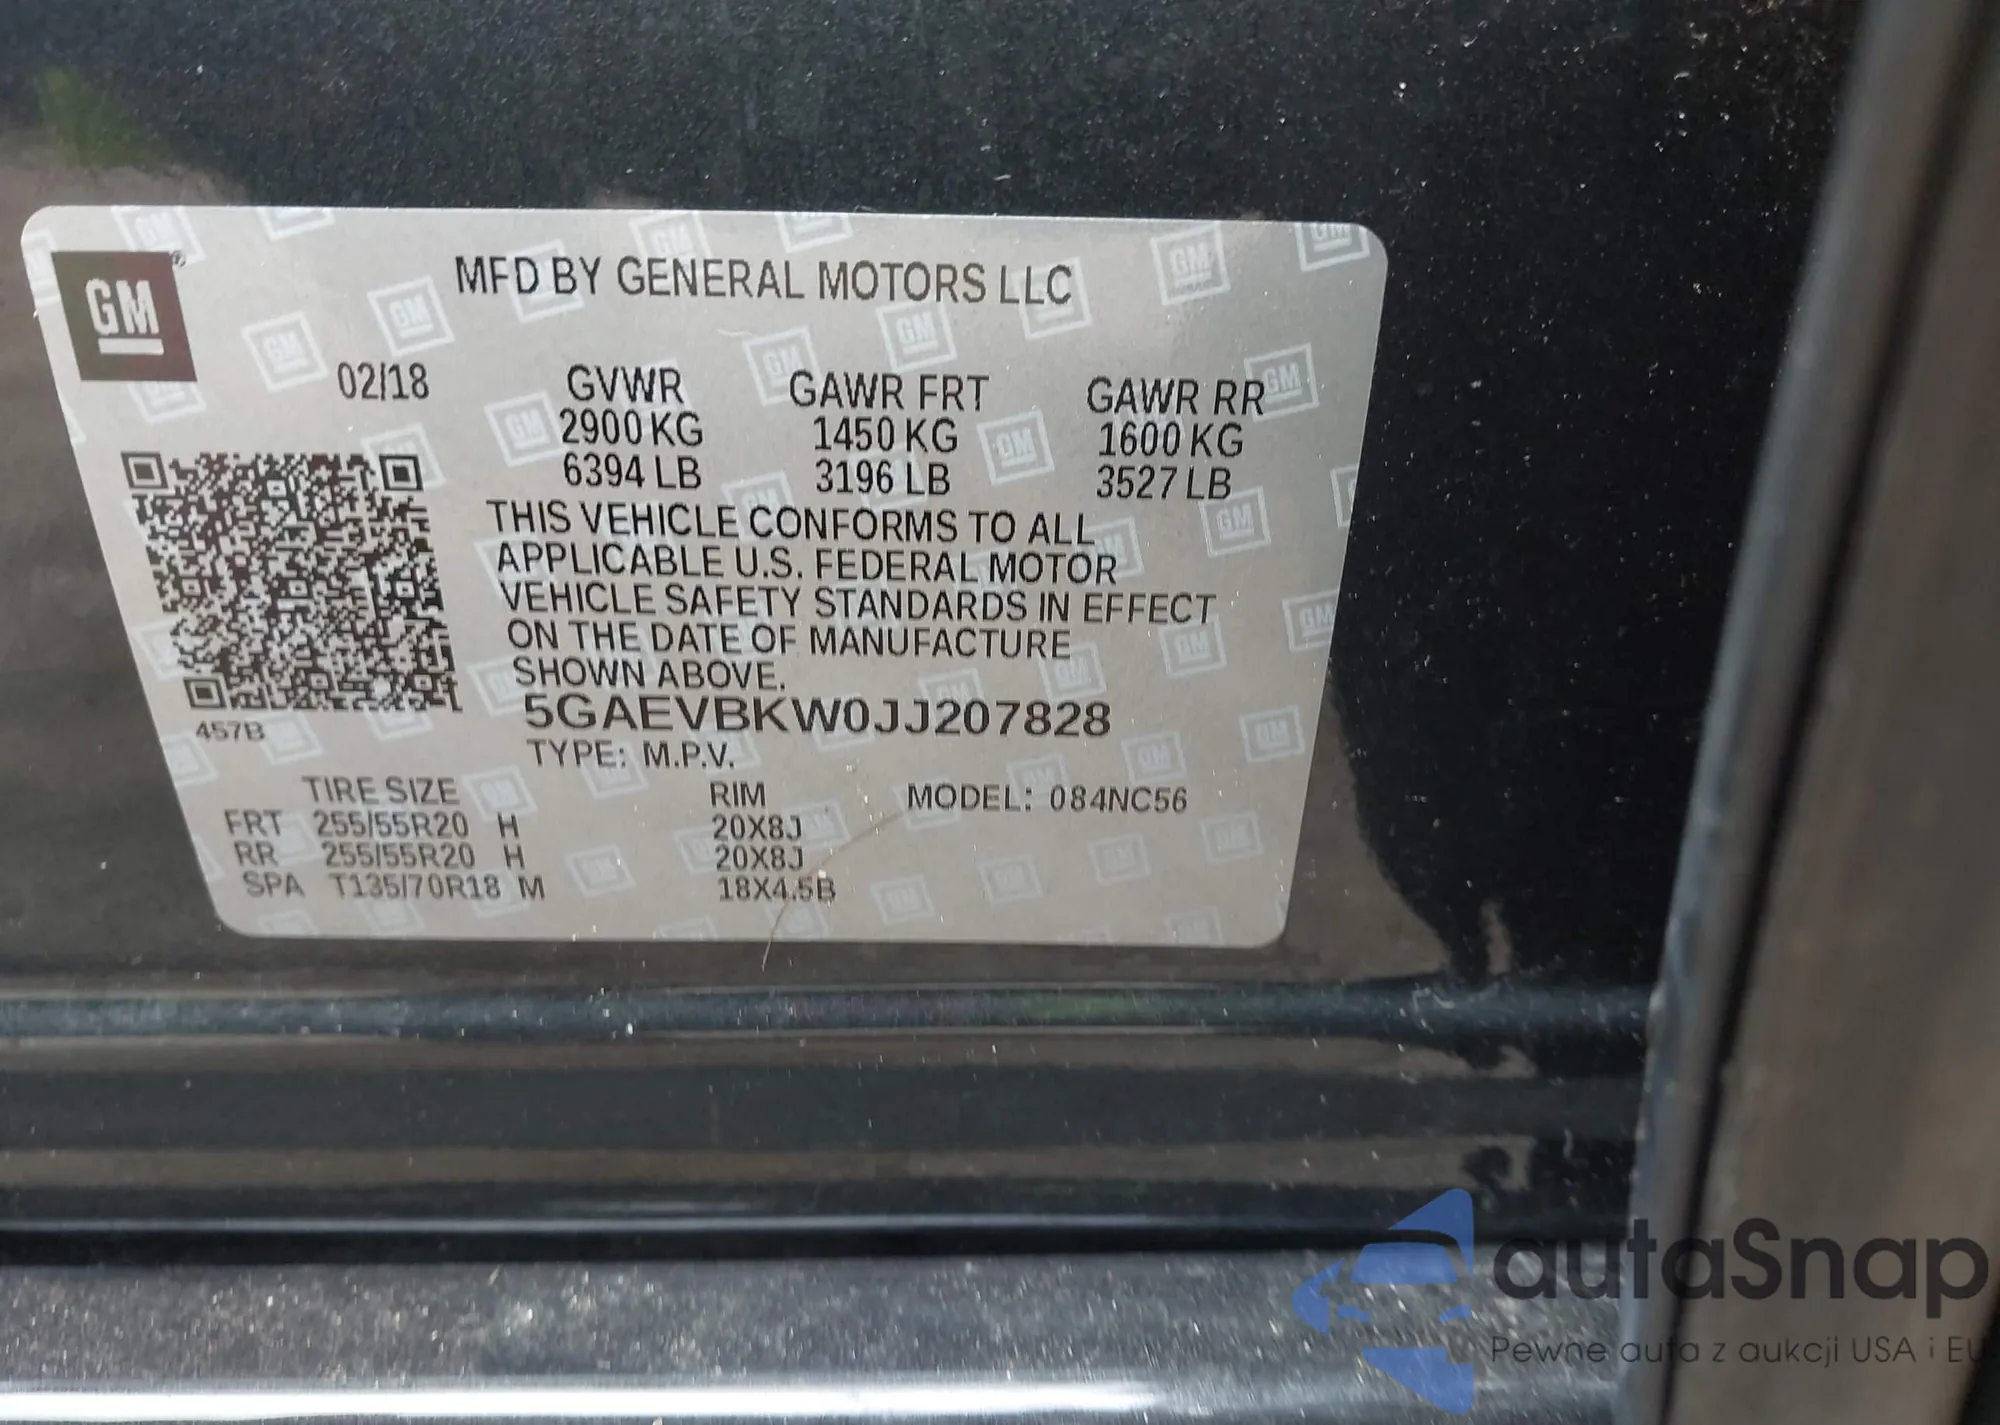 GM
MFD BY GENERAL MOTORS LLC
02/18 GVWR GAWR FRT GAWR RR
2900 KG 1450 KG 1600 KG
6394 LB 3196 LB 3527 LB
THIS VEHICLE CONFORMS TO ALL
APPLICABLE U.S. FEDERAL MOTOR
VEHICLE SAFETY STANDARDS IN EFFECT
ON THE DATE OF MANUFACTURE
SHOWN ABOVE.
457B
5GAEVBKW0JJ207828
TYPE: M.P.V.
TIRE SIZE RIM MODEL: 084NC56
FRT 255/55R20 H 20X8J
RR 255/55R20 H 20X8J
SPA T135/70R18 M 18X4.5B
autaSnap
Pewne auta z aukcji USA i EU